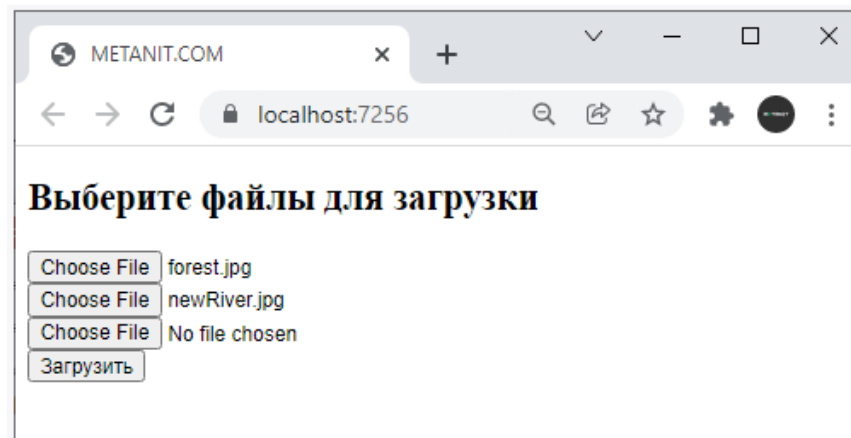 METANIT.COM
localhost:7256
Выберите файлы для загрузки
Choose File forest.jpg
Choose File newRiver.jpg
Choose File No file chosen
Загрузить